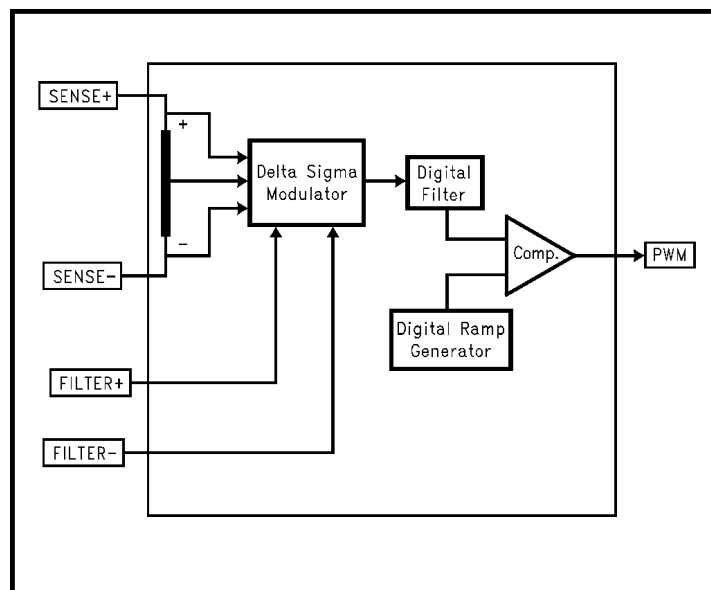 SENSE+
+
Delta Sigma
Modulator
Digital
Filter
Comp.
PWM
−
SENSE−
Digital Ramp
Generator
FILTER+
FILTER−